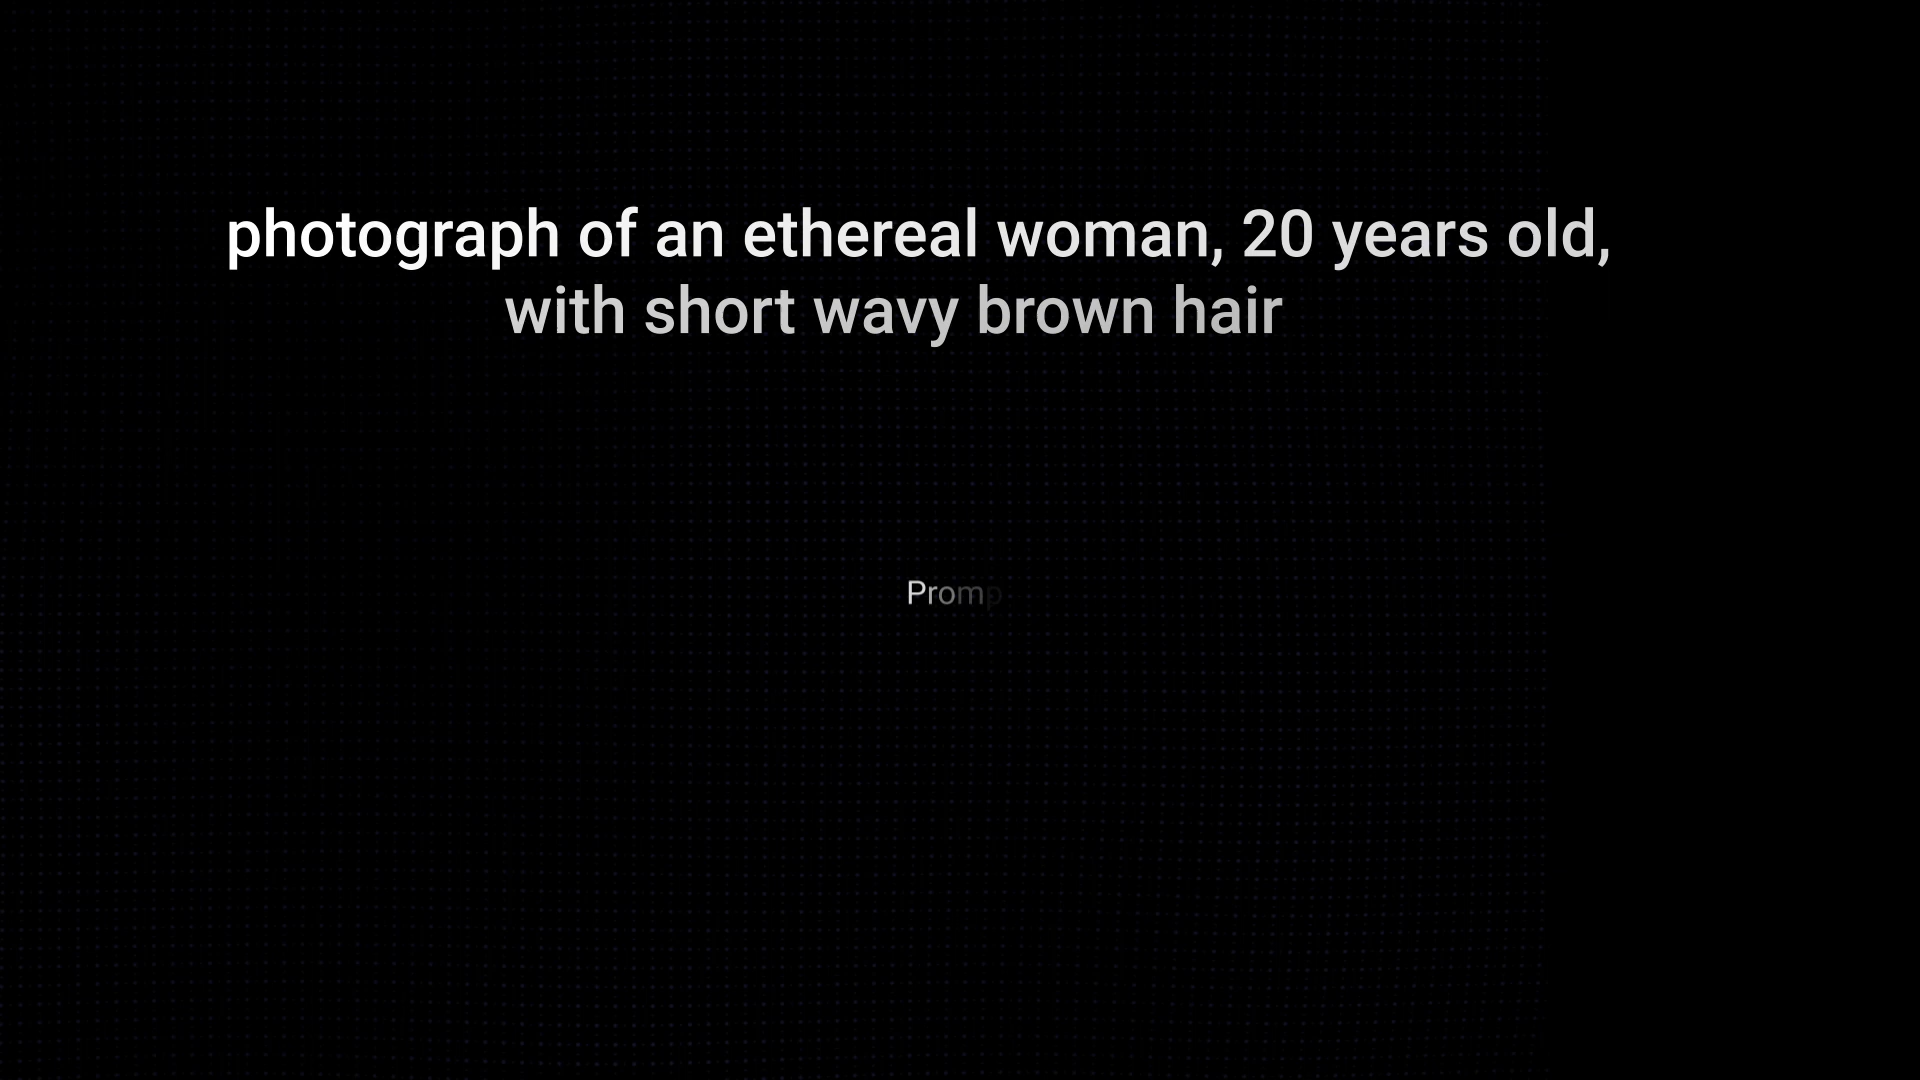 photograph of an ethereal woman, 20 years old,
with short wavy brown hair
Promp